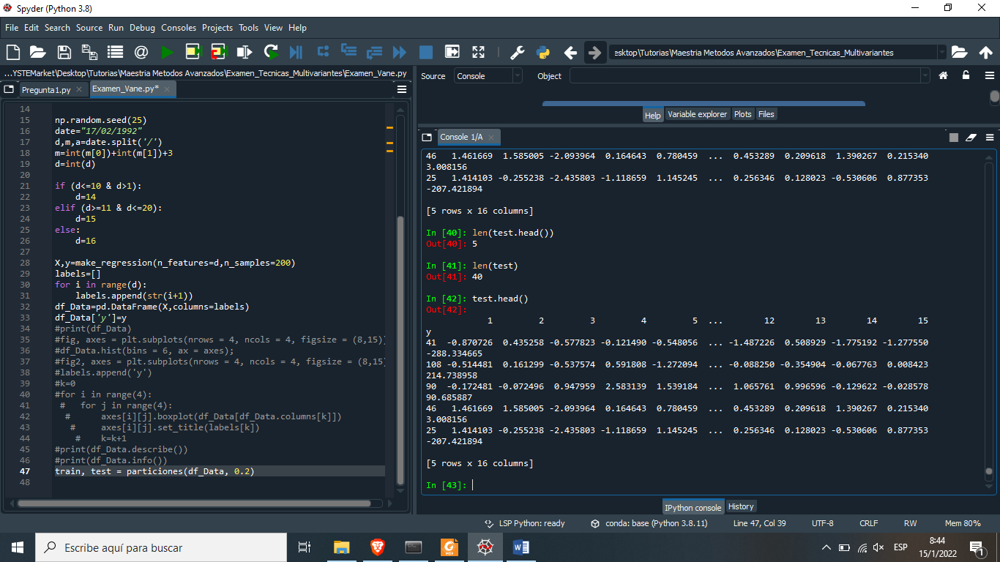 Spyder (Python 3.8)
File Edit Search Source Run Debug Consoles Projects Tools View Help
esktop\Tutorias\Maestria Metodos Avanzados\Examen_Tecnicas_Multivariantes
...YSTEMarket\Desktop\Tutorias\Maestria Metodos Avanzados\Examen_Tecnicas_Multivariantes\Examen_Vane.py
Pregunta1.py
Examen_Vane.py*
14
15 np.random.seed(25)
16 date="17/02/1992"
17 d,m,a=date.split('/')
18 m=int(m[0])+int(m[1])+3
19 d=int(d)
20
21 if (d<=10 & d>1):
22 d=14
23 elif (d>=11 & d<=20):
24 d=15
25 else:
26 d=16
27
28 X,y=make_regression(n_features=d,n_samples=200)
29 labels=[]
30 for i in range(d):
31 labels.append(str(i+1))
32 df_Data=pd.DataFrame(X,columns=labels)
33 df_Data['y']=y
34 #print(df_Data)
35 #fig, axes = plt.subplots(nrows = 4, ncols = 4, figsize = (8,15))
36 #df_Data.hist(bins = 6, ax = axes);
37 #fig2, axes = plt.subplots(nrows = 4, ncols = 4, figsize = (8,15)
38 #labels.append('y')
39 #k=0
40 #for i in range(4):
41 # for j in range(4):
42 # axes[i][j].boxplot(df_Data[df_Data.columns[k]])
43 # axes[i][j].set_title(labels[k])
44 # k=k+1
45 #print(df_Data.describe())
46 #print(df_Data.info())
47 train, test = particiones(df_Data, 0.2)
48
Source Console Object
Help Variable explorer Plots Files
Console 1/A
46 1.461669 1.585005 -2.093964 0.164643 0.780459 ... 0.453289 0.209618 1.390267 0.215340
3.008156
25 1.414103 -0.255238 -2.435803 -1.118659 1.145245 ... 0.256346 0.128023 -0.530606 0.877353
-207.421894
[5 rows x 16 columns]
In [40]: len(test.head())
Out[40]: 5
In [41]: len(test)
Out[41]: 40
In [42]: test.head()
Out[42]:
1 2 3 4 5 ... 12 13 14 15
y
41 -0.870726 0.435258 -0.577823 -0.121490 -0.548056 ... -1.487226 0.508929 -1.775192 -1.277550
-288.334665
108 -0.514481 0.161299 -0.537574 0.591808 -1.272094 ... -0.088250 -0.354904 -0.067763 0.008423
214.738958
90 -0.172481 -0.072496 0.947959 2.583139 1.539184 ... 1.065761 0.996596 -0.129622 -0.028578
90.685887
46 1.461669 1.585005 -2.093964 0.164643 0.780459 ... 0.453289 0.209618 1.390267 0.215340
3.008156
25 1.414103 -0.255238 -2.435803 -1.118659 1.145245 ... 0.256346 0.128023 -0.530606 0.877353
-207.421894
[5 rows x 16 columns]
In [43]:
IPython console History
LSP Python: ready conda: base (Python 3.8.11) Line 47, Col 39 UTF-8 CRLF RW Mem 80%
Escribe aquí para buscar
ESP
8:44
15/1/2022
1